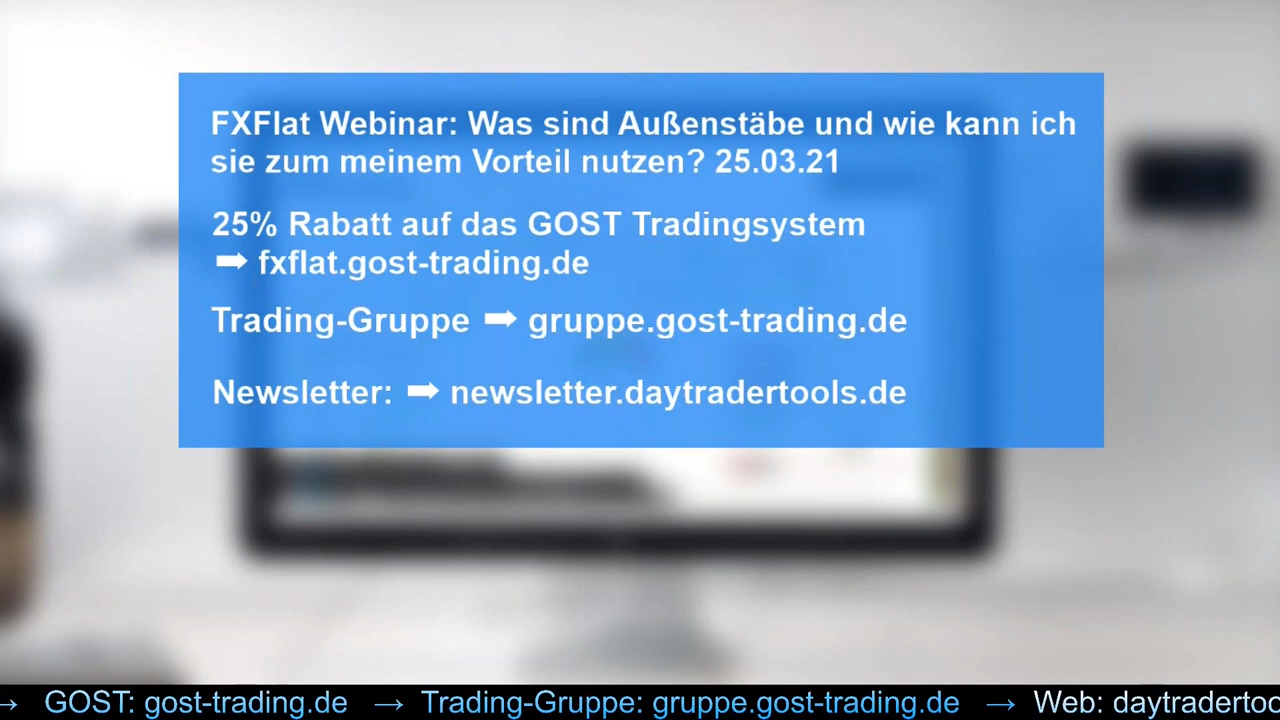 FXFlat Webinar: Was sind Außenstäbe und wie kann ich
sie zum meinem Vorteil nutzen? 25.03.21
25% Rabatt auf das GOST Tradingsystem
➡ fxflat.gost-trading.de
Trading-Gruppe ➡ gruppe.gost-trading.de
Newsletter: ➡ newsletter.daytradertools.de
→ GOST: gost-trading.de → Trading-Gruppe: gruppe.gost-trading.de → Web: